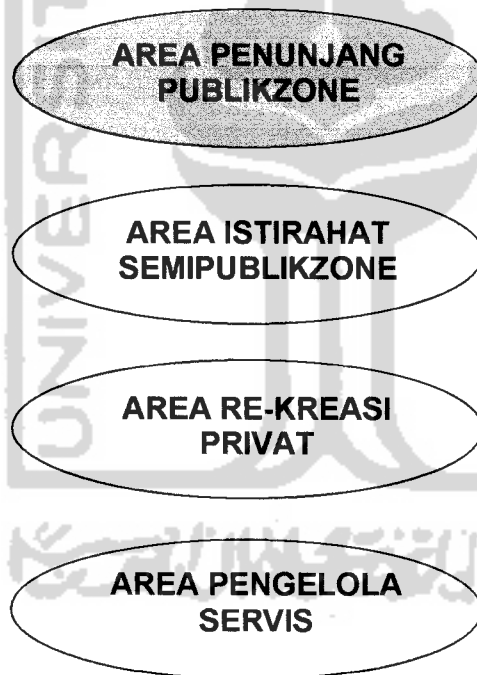 AREA PENUNJANG
PUBLIKZONE
AREA ISTIRAHAT
SEMIPUBLIKZONE
AREA RE-KREASI
PRIVAT
AREA PENGELOLA
SERVIS